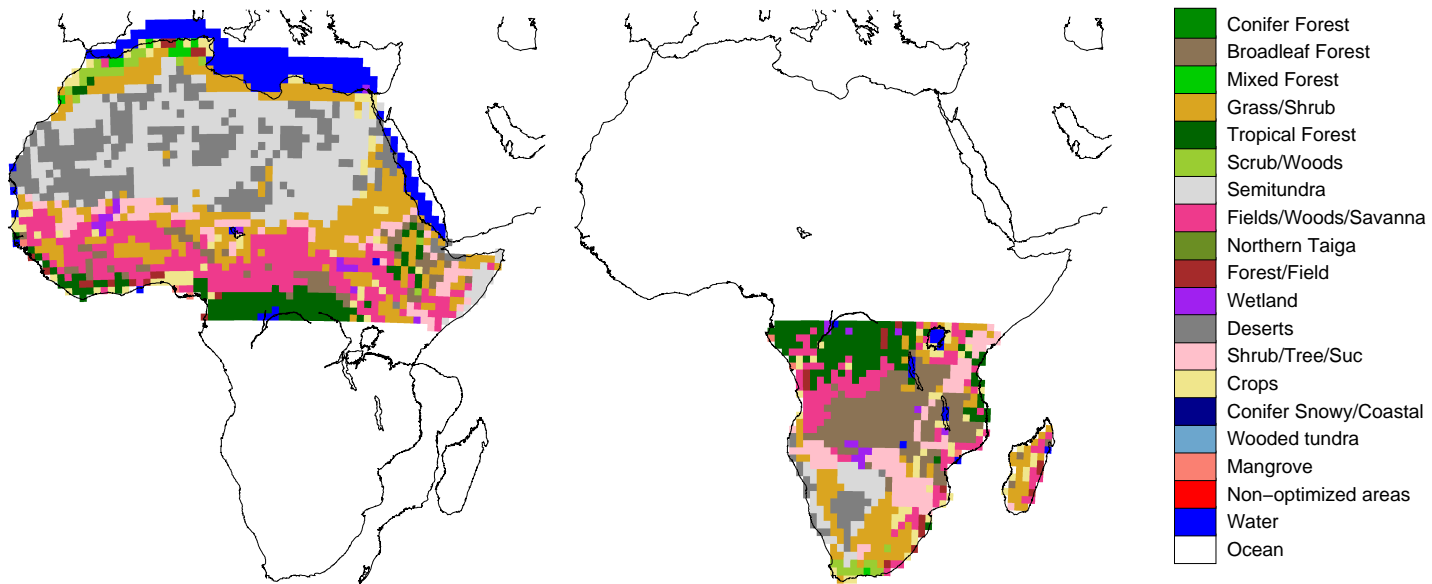 Conifer Forest
Broadleaf Forest
Mixed Forest
Grass/Shrub
Tropical Forest
Scrub/Woods
Semitundra
Fields/Woods/Savanna
Northern Taiga
Forest/Field
Wetland
Deserts
Shrub/Tree/Suc
Crops
Conifer Snowy/Coastal
Wooded tundra
Mangrove
Non−optimized areas
Water
Ocean